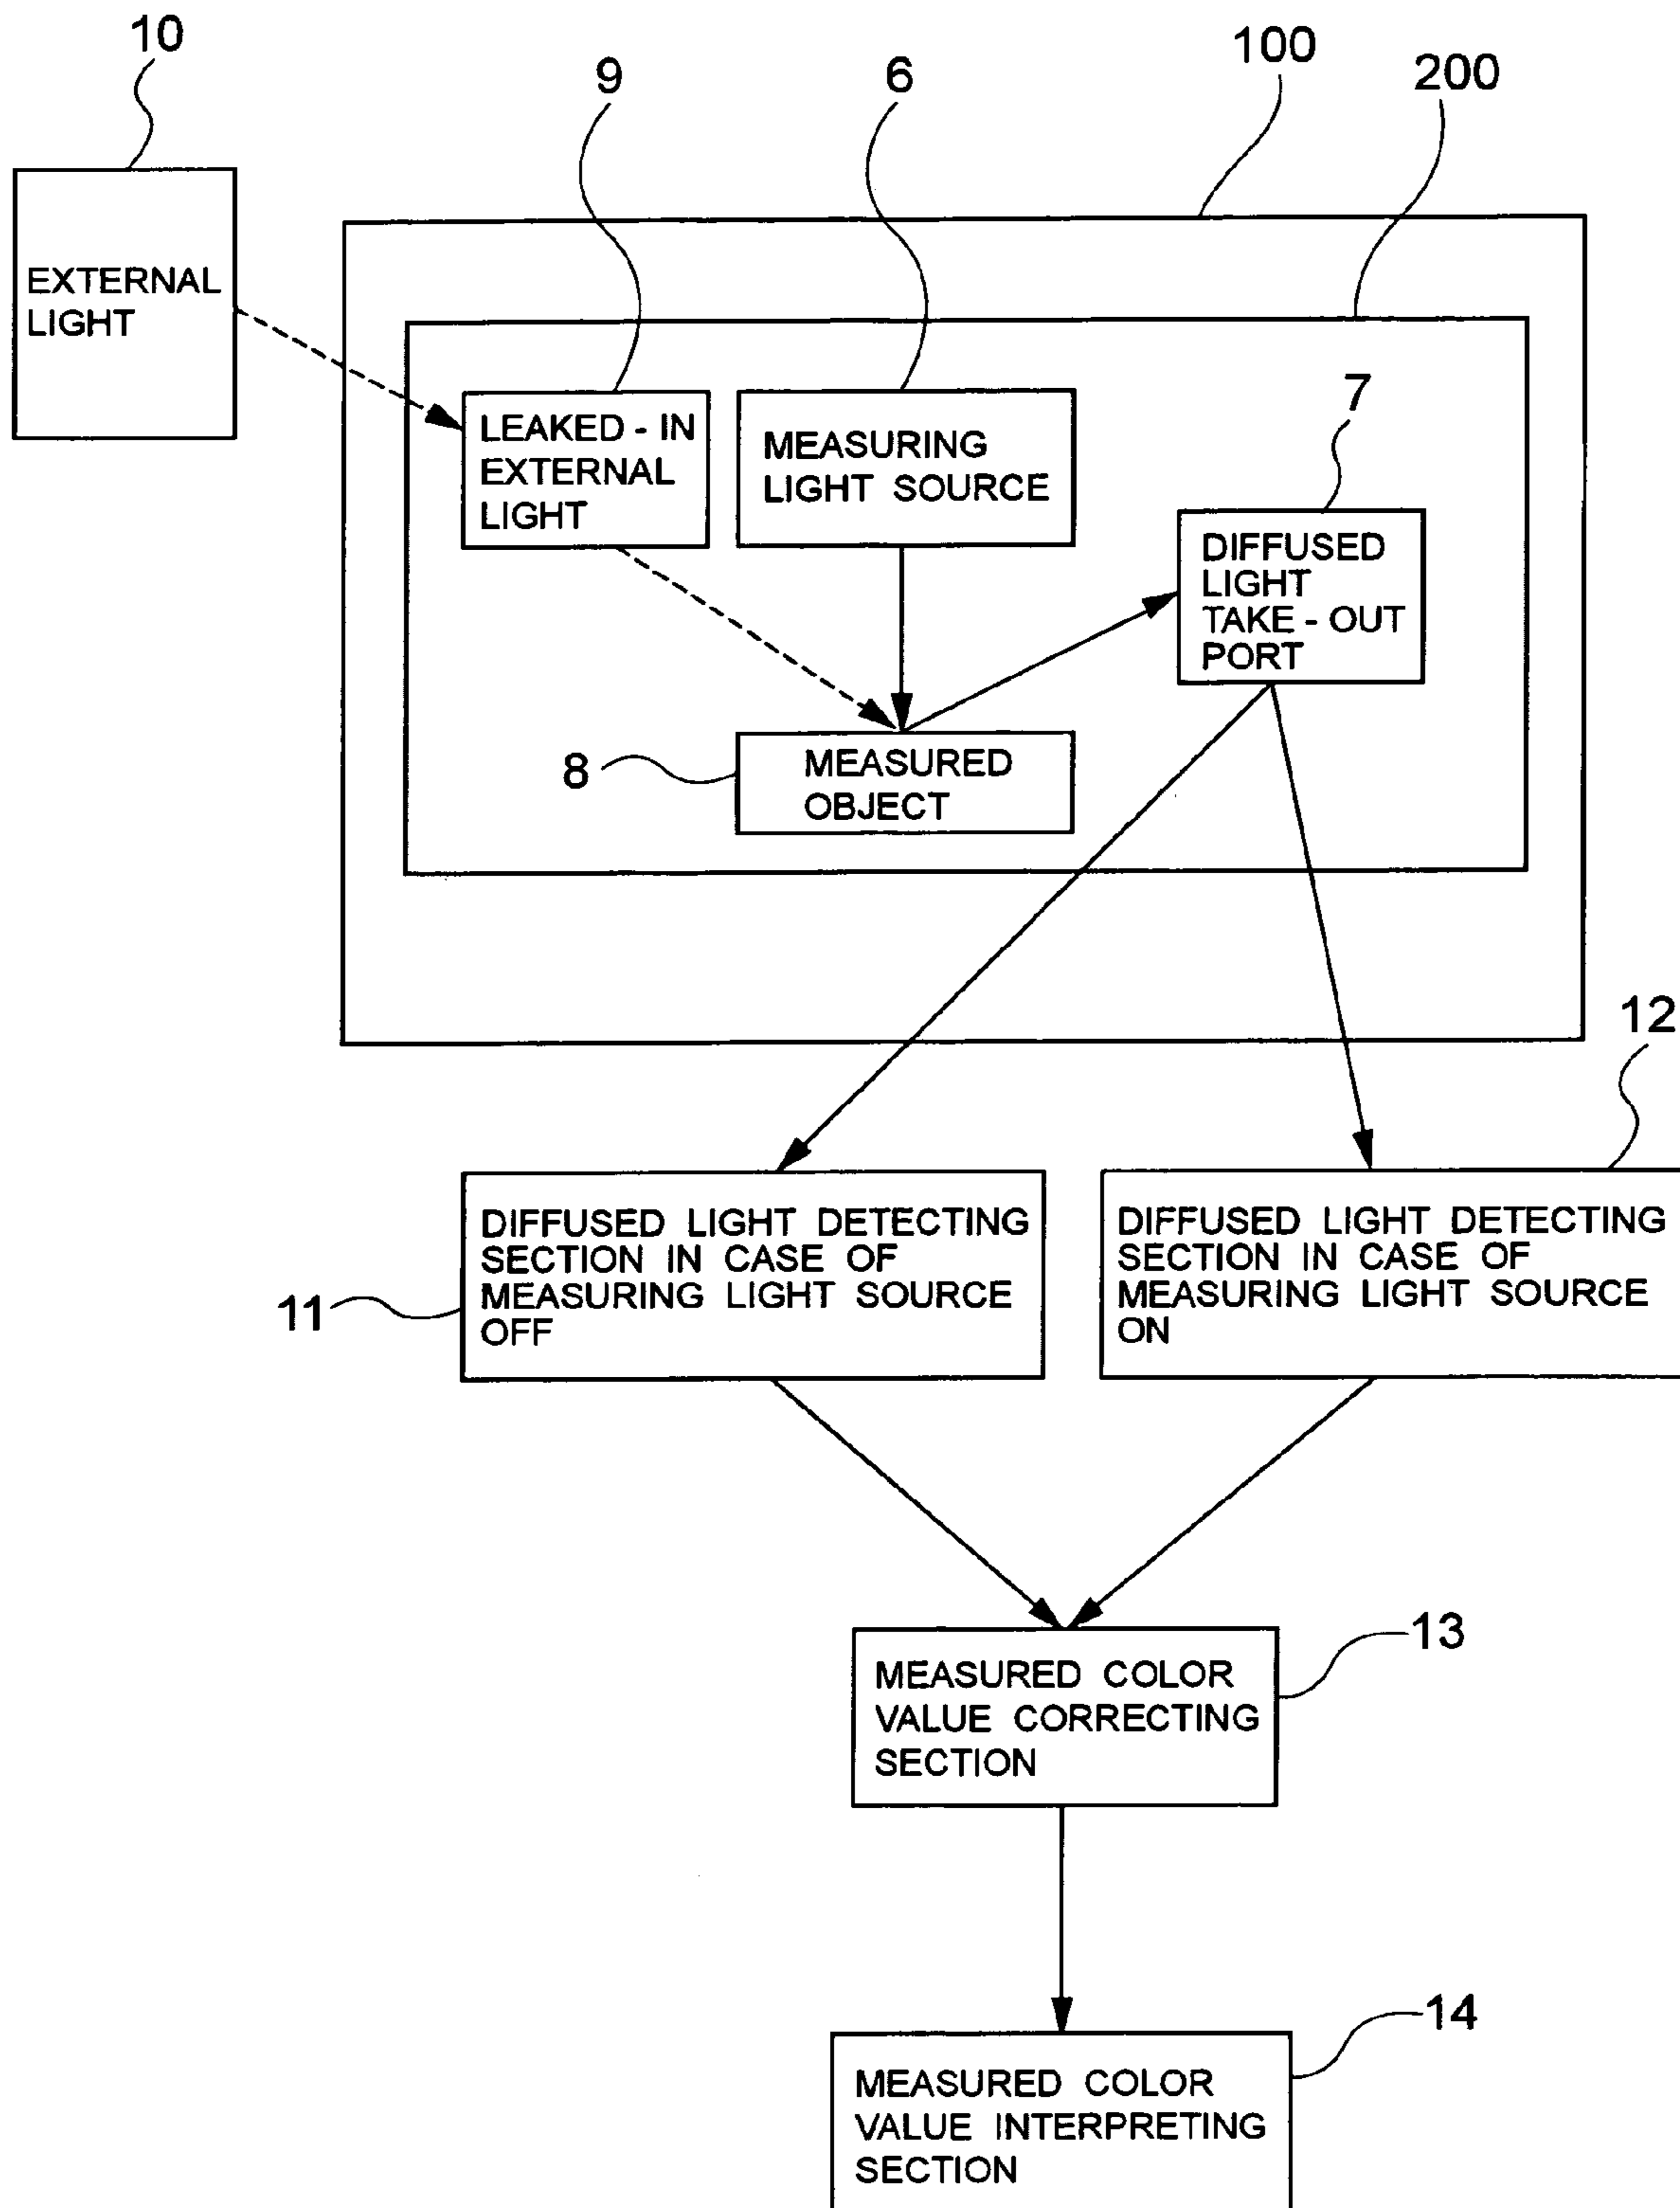 10
9
6
100
200
EXTERNAL
LIGHT
LEAKED - IN
EXTERNAL
LIGHT
MEASURING
LIGHT SOURCE
7
DIFFUSED
LIGHT
TAKE - OUT
PORT
8
MEASURED
OBJECT
12
DIFFUSED LIGHT DETECTING
SECTION IN CASE OF
MEASURING LIGHT SOURCE
OFF
11
DIFFUSED LIGHT DETECTING
SECTION IN CASE OF
MEASURING LIGHT SOURCE
ON
13
MEASURED COLOR
VALUE CORRECTING
SECTION
14
MEASURED COLOR
VALUE INTERPRETING
SECTION